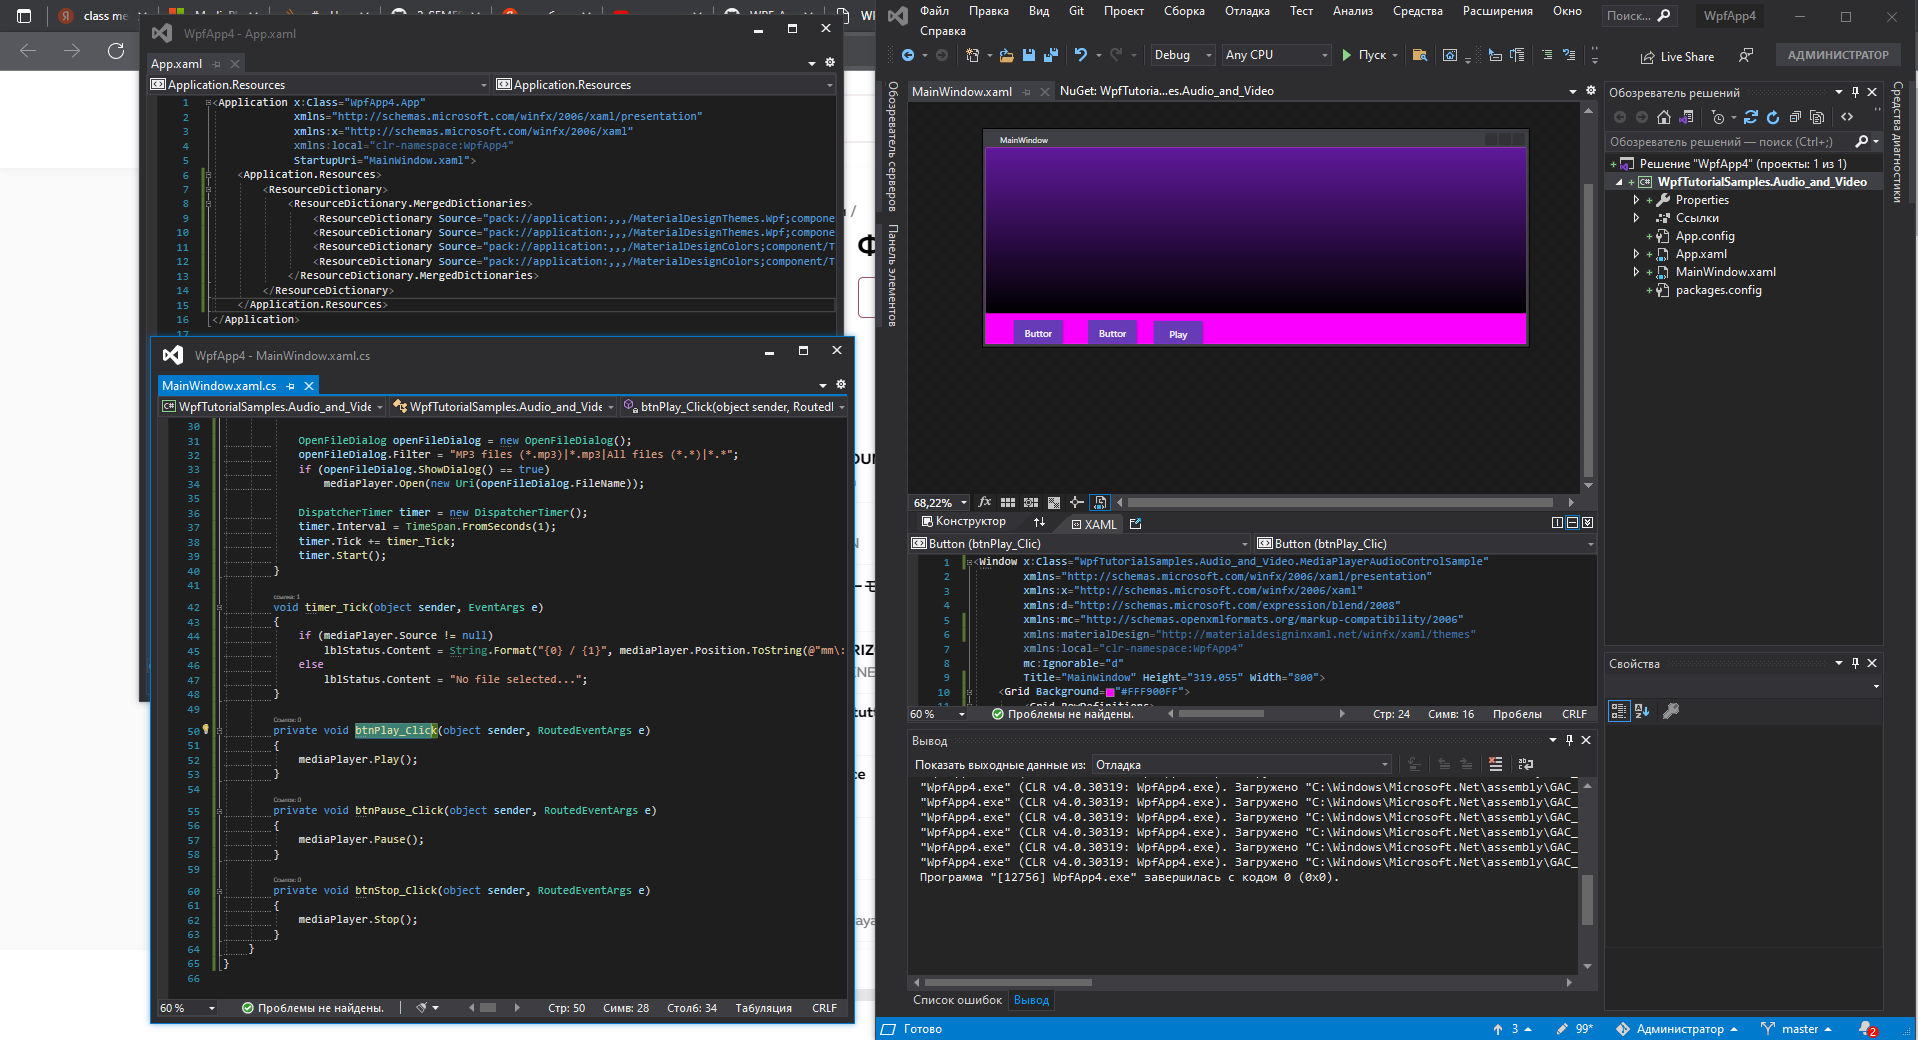 class me
WpfApp4 - App.xaml
App.xaml
Application.Resources
Application.Resources
1 <Application x:Class="WpfApp4.App"
2 xmlns="http://schemas.microsoft.com/winfx/2006/xaml/presentation"
3 xmlns:x="http://schemas.microsoft.com/winfx/2006/xaml"
4 xmlns:local="clr-namespace:WpfApp4"
5 StartupUri="MainWindow.xaml">
6 <Application.Resources>
7 <ResourceDictionary>
8 <ResourceDictionary.MergedDictionaries>
9 <ResourceDictionary Source="pack://application:,,,/MaterialDesignThemes.Wpf;compone
10 <ResourceDictionary Source="pack://application:,,,/MaterialDesignThemes.Wpf;compone
11 <ResourceDictionary Source="pack://application:,,,/MaterialDesignColors;component/T
12 <ResourceDictionary Source="pack://application:,,,/MaterialDesignColors;component/T
13 </ResourceDictionary.MergedDictionaries>
14 </ResourceDictionary>
15 </Application.Resources>
16 </Application>
17
WpfApp4 - MainWindow.xaml.cs
MainWindow.xaml.cs
WpfTutorialSamples.Audio_and_Vide
WpfTutorialSamples.Audio_and_Vide
btnPlay_Click(object sender, RoutedI
30
31 OpenFileDialog openFileDialog = new OpenFileDialog();
32 openFileDialog.Filter = "MP3 files (*.mp3)|*.mp3|All files (*.*)|*.*";
33 if (openFileDialog.ShowDialog() == true)
34 mediaPlayer.Open(new Uri(openFileDialog.FileName));
35
36 DispatcherTimer timer = new DispatcherTimer();
37 timer.Interval = TimeSpan.FromSeconds(1);
38 timer.Tick += timer_Tick;
39 timer.Start();
40 }
41
ссылка: 1
42 void timer_Tick(object sender, EventArgs e)
43 {
44 if (mediaPlayer.Source != null)
45 lblStatus.Content = String.Format("{0} / {1}", mediaPlayer.Position.ToString(@"mm\:
46 else
47 lblStatus.Content = "No file selected...";
48 }
49
Ссылок: 0
50 private void btnPlay_Click(object sender, RoutedEventArgs e)
51 {
52 mediaPlayer.Play();
53 }
54
Ссылок: 0
55 private void btnPause_Click(object sender, RoutedEventArgs e)
56 {
57 mediaPlayer.Pause();
58 }
59
Ссылок: 0
60 private void btnStop_Click(object sender, RoutedEventArgs e)
61 {
62 mediaPlayer.Stop();
63 }
64 }
65 }
66
60 % Проблемы не найдены. Стр: 50 Симв: 28 Столб: 34 Табуляция CRLF
Файл Правка Вид Git Проект Сборка Отладка Тест Анализ Средства Расширения Окно
Справка
Поиск...
WpfApp4
Debug Any CPU Пуск
Live Share
АДМИНИСТРАТОР
Обозреватель серверов
Панель элементов
MainWindow.xaml
NuGet: WpfTutoria...es.Audio_and_Video
MainWindow
Buttor
Buttor
Play
68,22%
Конструктор
XAML
Button (btnPlay_Clic)
Button (btnPlay_Clic)
1 <Window x:Class="WpfTutorialSamples.Audio_and_Video.MediaPlayerAudioControlSample"
2 xmlns="http://schemas.microsoft.com/winfx/2006/xaml/presentation"
3 xmlns:x="http://schemas.microsoft.com/winfx/2006/xaml"
4 xmlns:d="http://schemas.microsoft.com/expression/blend/2008"
5 xmlns:mc="http://schemas.openxmlformats.org/markup-compatibility/2006"
6 xmlns:materialDesign="http://materialdesigninxaml.net/winfx/xaml/themes"
7 xmlns:local="clr-namespace:WpfApp4"
8 mc:Ignorable="d"
9 Title="MainWindow" Height="319.055" Width="800">
10 <Grid Background="#FFF900FF">
11 <Grid.RowDefinitions>
60 % Проблемы не найдены. Стр: 24 Симв: 16 Пробелы CRLF
Вывод
Показать выходные данные из: Отладка
"WpfApp4.exe" (CLR v4.0.30319: WpfApp4.exe). Загружено "C:\Windows\Microsoft.Net\assembly\GAC_
"WpfApp4.exe" (CLR v4.0.30319: WpfApp4.exe). Загружено "C:\Windows\Microsoft.Net\assembly\GAC_
"WpfApp4.exe" (CLR v4.0.30319: WpfApp4.exe). Загружено "C:\Windows\Microsoft.Net\assembly\GAC_
"WpfApp4.exe" (CLR v4.0.30319: WpfApp4.exe). Загружено "C:\Windows\Microsoft.Net\assembly\GAC_
"WpfApp4.exe" (CLR v4.0.30319: WpfApp4.exe). Загружено "C:\Windows\Microsoft.Net\assembly\GAC_
"WpfApp4.exe" (CLR v4.0.30319: WpfApp4.exe). Загружено "C:\Windows\Microsoft.Net\assembly\GAC_
Программа "[12756] WpfApp4.exe" завершилась с кодом 0 (0x0).
Список ошибок
Вывод
Обозреватель решений
Обозреватель решений — поиск (Ctrl+;)
Решение "WpfApp4" (проекты: 1 из 1)
WpfTutorialSamples.Audio_and_Video
Properties
Ссылки
App.config
App.xaml
MainWindow.xaml
packages.config
Свойства
Средства диагностики
Готово
3
99*
Администратор
master
2